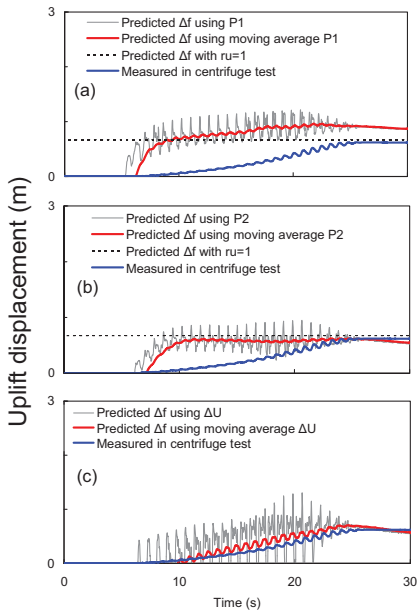 3
Predicted Δf using P1
Predicted Δf using moving average P1
Predicted Δf with ru=1
Measured in centrifuge test
(a)
0
3
Predicted Δf using P2
Predicted Δf using moving average P2
Predicted Δf with ru=1
Measured in centrifuge test
(b)
0
3
Predicted Δf using ΔU
Predicted Δf using moving average ΔU
Measured in centrifuge test
(c)
0
0 10 20 30
Time (s)
Uplift displacement (m)